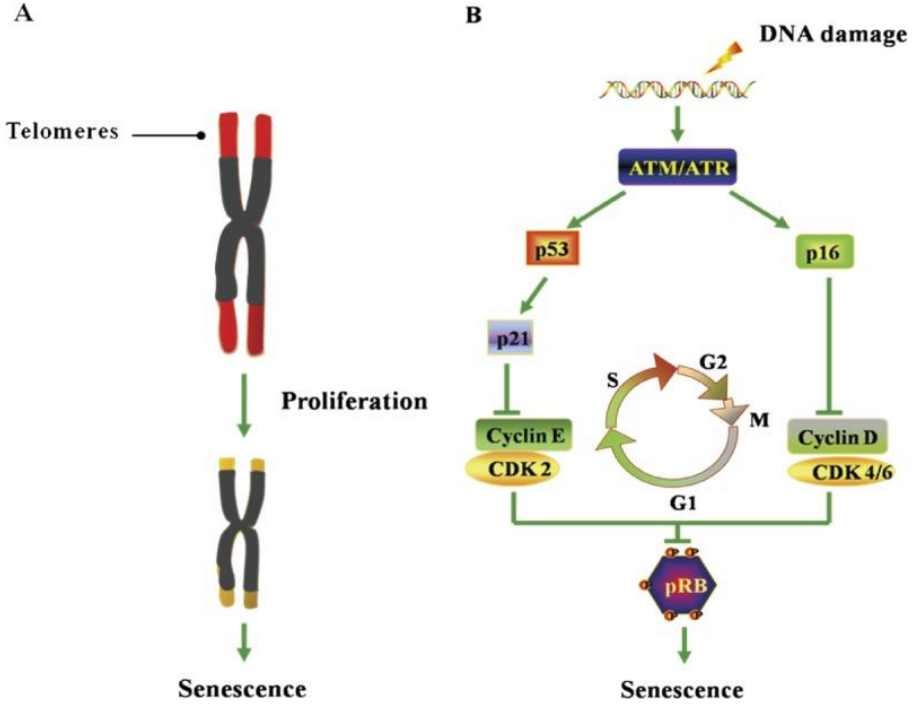 A
Telomeres
Proliferation
Senescence
B
DNA damage
ATM/ATR
p53
p16
p21
S
G2
M
G1
Cyclin E
CDK 2
Cyclin D
CDK 4/6
P
P
P
pRB
P
P
Senescence